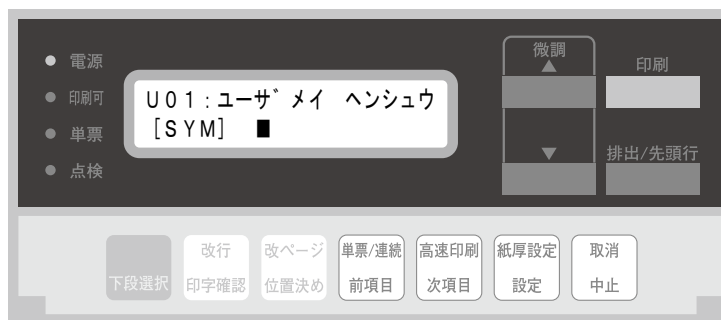 電源
印刷可
単票
点検
U01:ユーザメイ ヘンシュウ
[SYM] ■
微調
▲
▼
印刷
排出/先頭行
下段選択
改行
印字確認
改ページ
位置決め
単票/連続
前項目
高速印刷
次項目
紙厚設定
設定
取消
中止